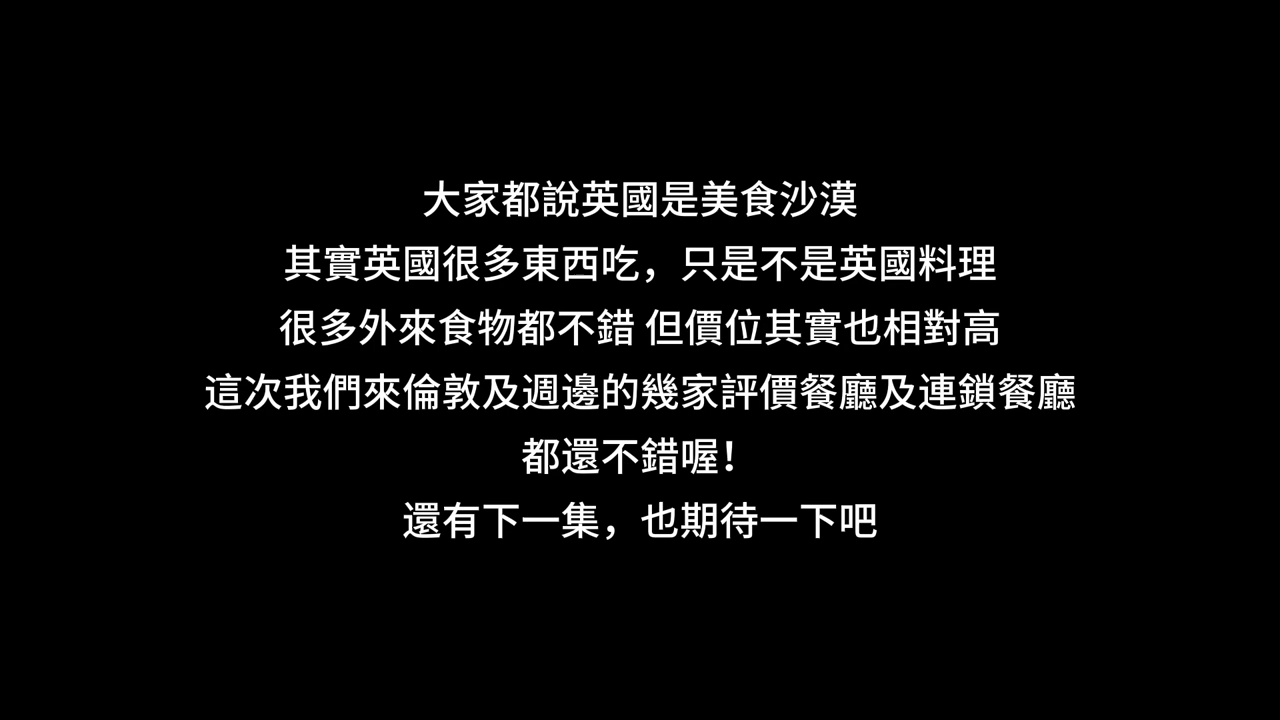 大家都說英國是美食沙漠
其實英國很多東西吃，只是不是英國料理
很多外來食物都不錯 但價位其實也相對高
這次我們來倫敦及週邊的幾家評價餐廳及連鎖餐廳
都還不錯喔！
還有下一集，也期待一下吧